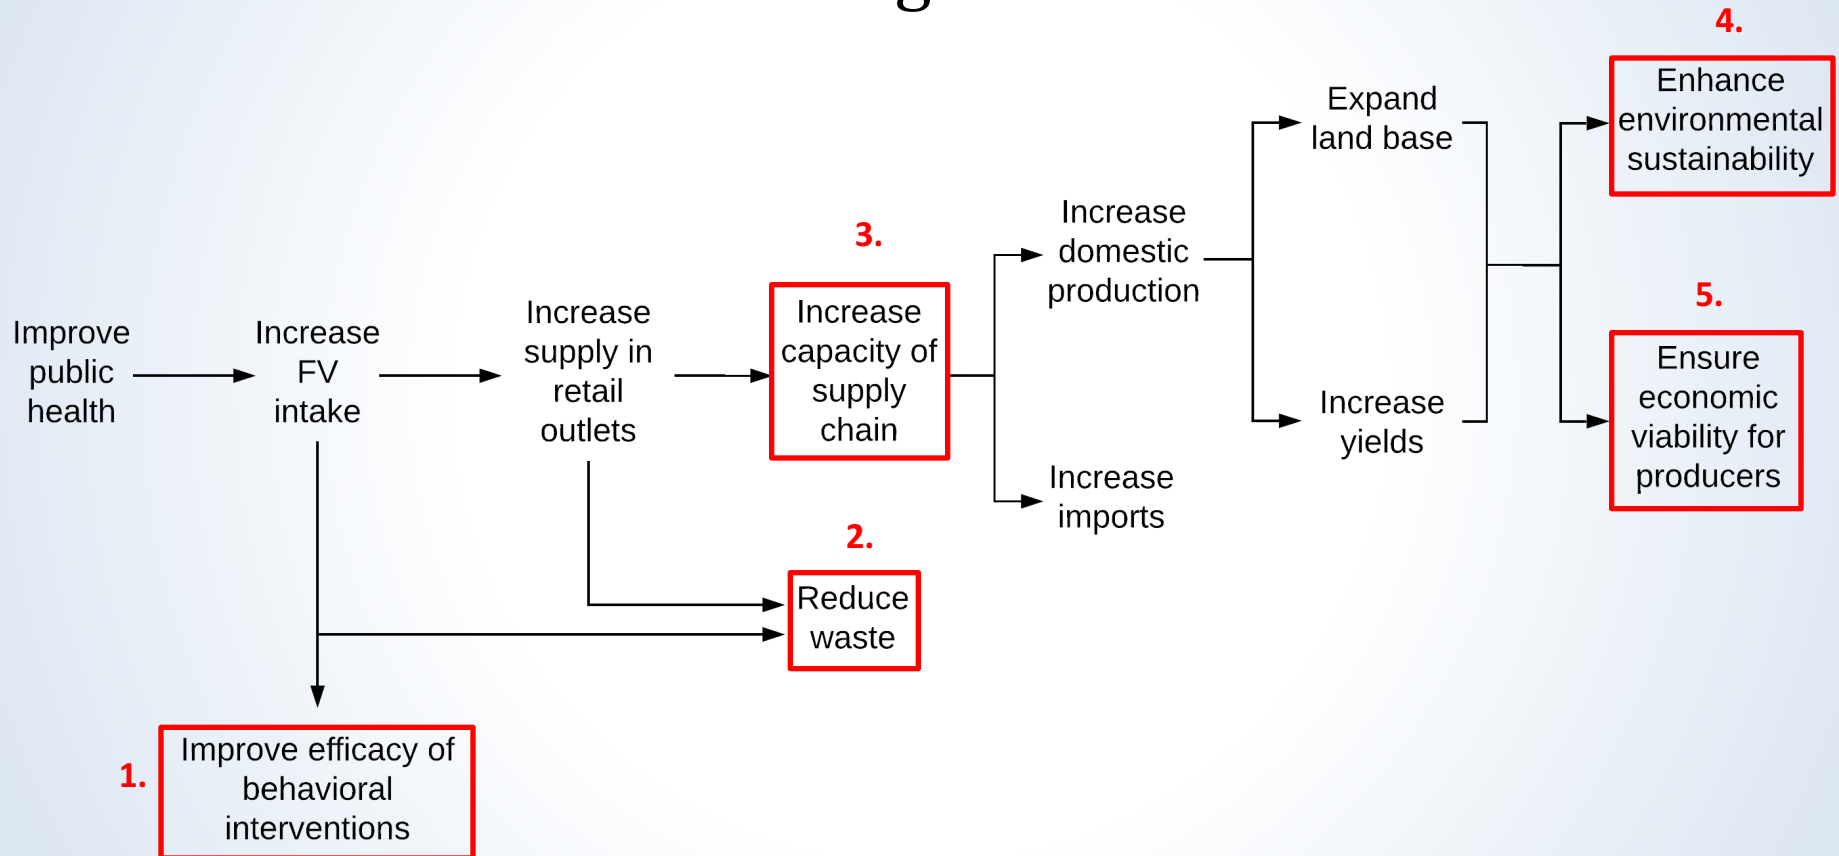 4.
Enhance
environmental
sustainability
Expand
land base
Increase
domestic
production
3.
5.
Improve
public
health
Increase
FV
intake
Increase
supply in
retail
outlets
Increase
capacity of
supply
chain
Ensure
economic
viability for
producers
Increase
yields
Increase
imports
2.
Reduce
waste
1.
Improve efficacy of
behavioral
interventions